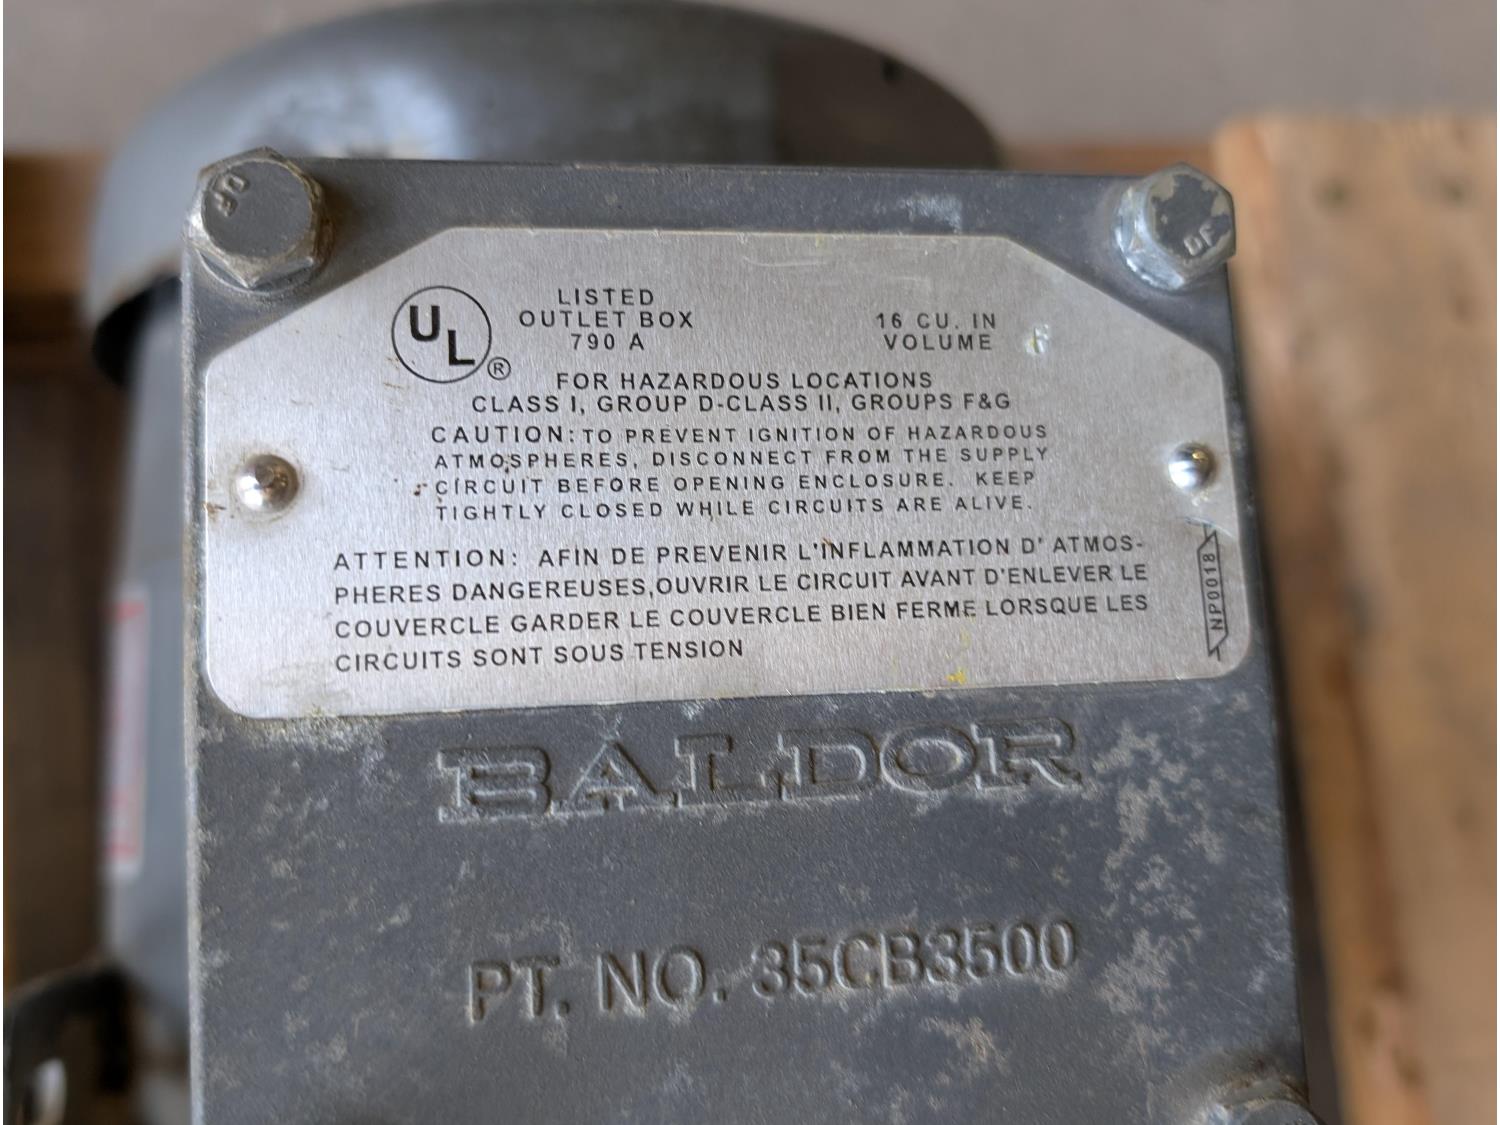 DF
DF
UL®
LISTED
OUTLET BOX
790 A
16 CU. IN
VOLUME
FOR HAZARDOUS LOCATIONS
CLASS I, GROUP D-CLASS II, GROUPS F&G
CAUTION: TO PREVENT IGNITION OF HAZARDOUS
ATMOSPHERES, DISCONNECT FROM THE SUPPLY
CIRCUIT BEFORE OPENING ENCLOSURE. KEEP
TIGHTLY CLOSED WHILE CIRCUITS ARE ALIVE.
ATTENTION: AFIN DE PREVENIR L'INFLAMMATION D' ATMOS-
PHERES DANGEREUSES,OUVRIR LE CIRCUIT AVANT D'ENLEVER LE
COUVERCLE GARDER LE COUVERCLE BIEN FERME LORSQUE LES
CIRCUITS SONT SOUS TENSION
NP0018
BALDOR
PT. NO. 35CB3500